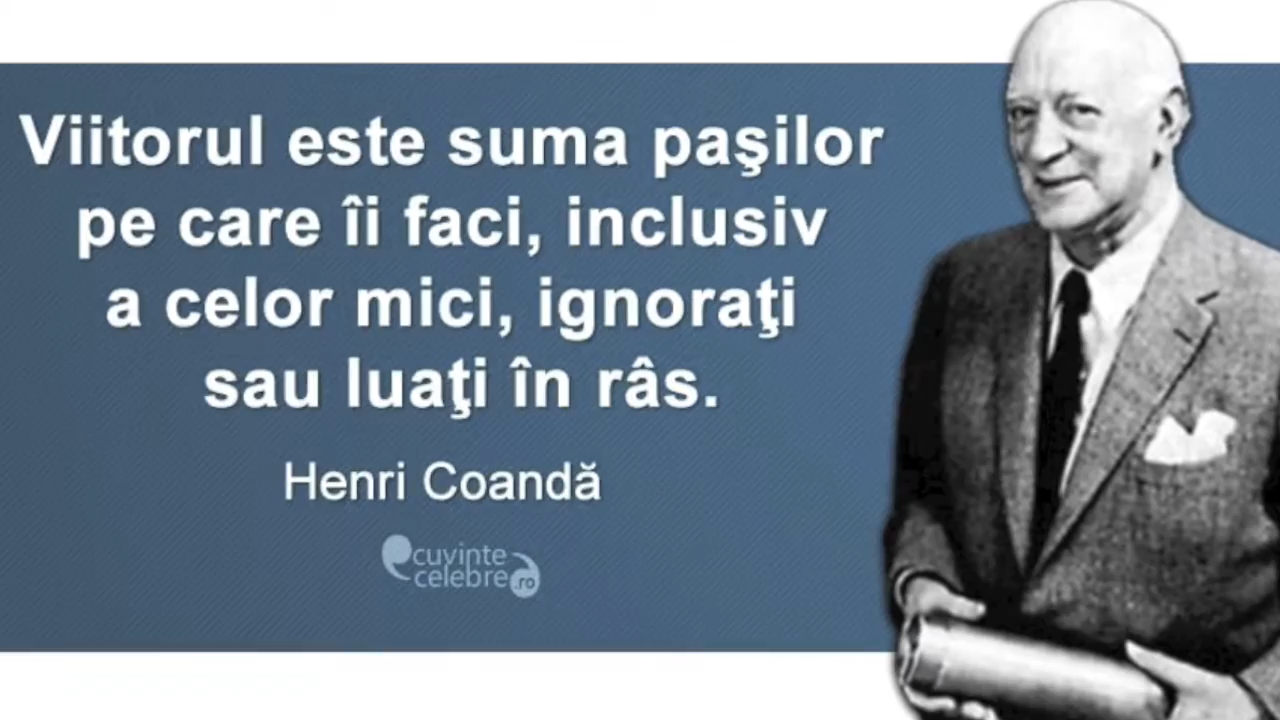 Viitorul este suma paşilor
pe care îi faci, inclusiv
a celor mici, ignoraţi
sau luaţi în râs.
Henri Coandă
cuvinte
celebre.ro